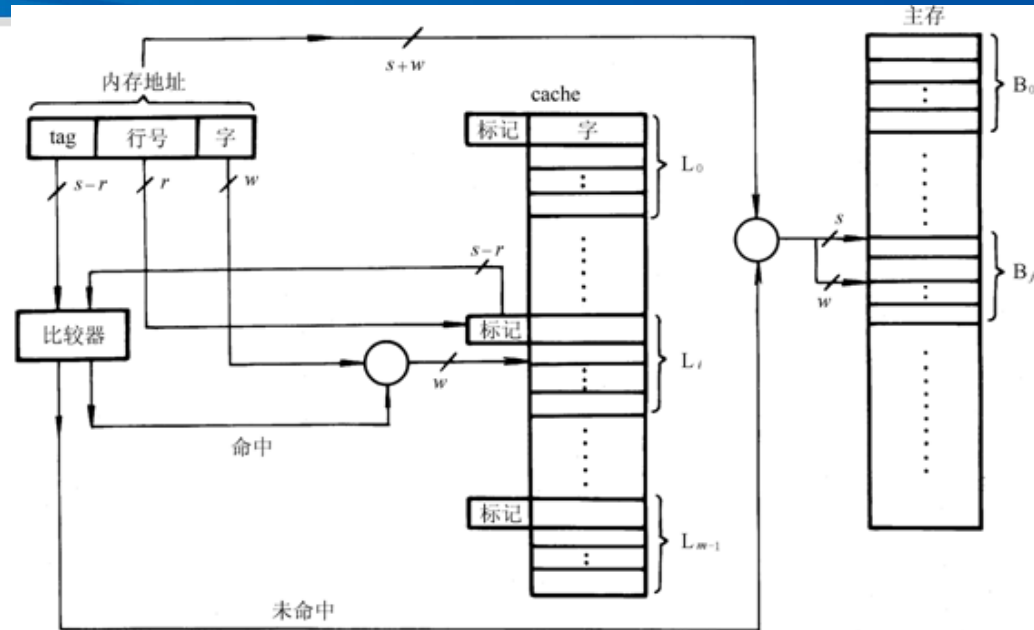 主存
s+w
内存地址
cache
B₀
tag 行号 字
标记 字
L₀
s−r r w
s
s−r
w
Bⱼ
比较器
标记
Lᵢ
w
命中
标记
Lₘ₋₁
未命中